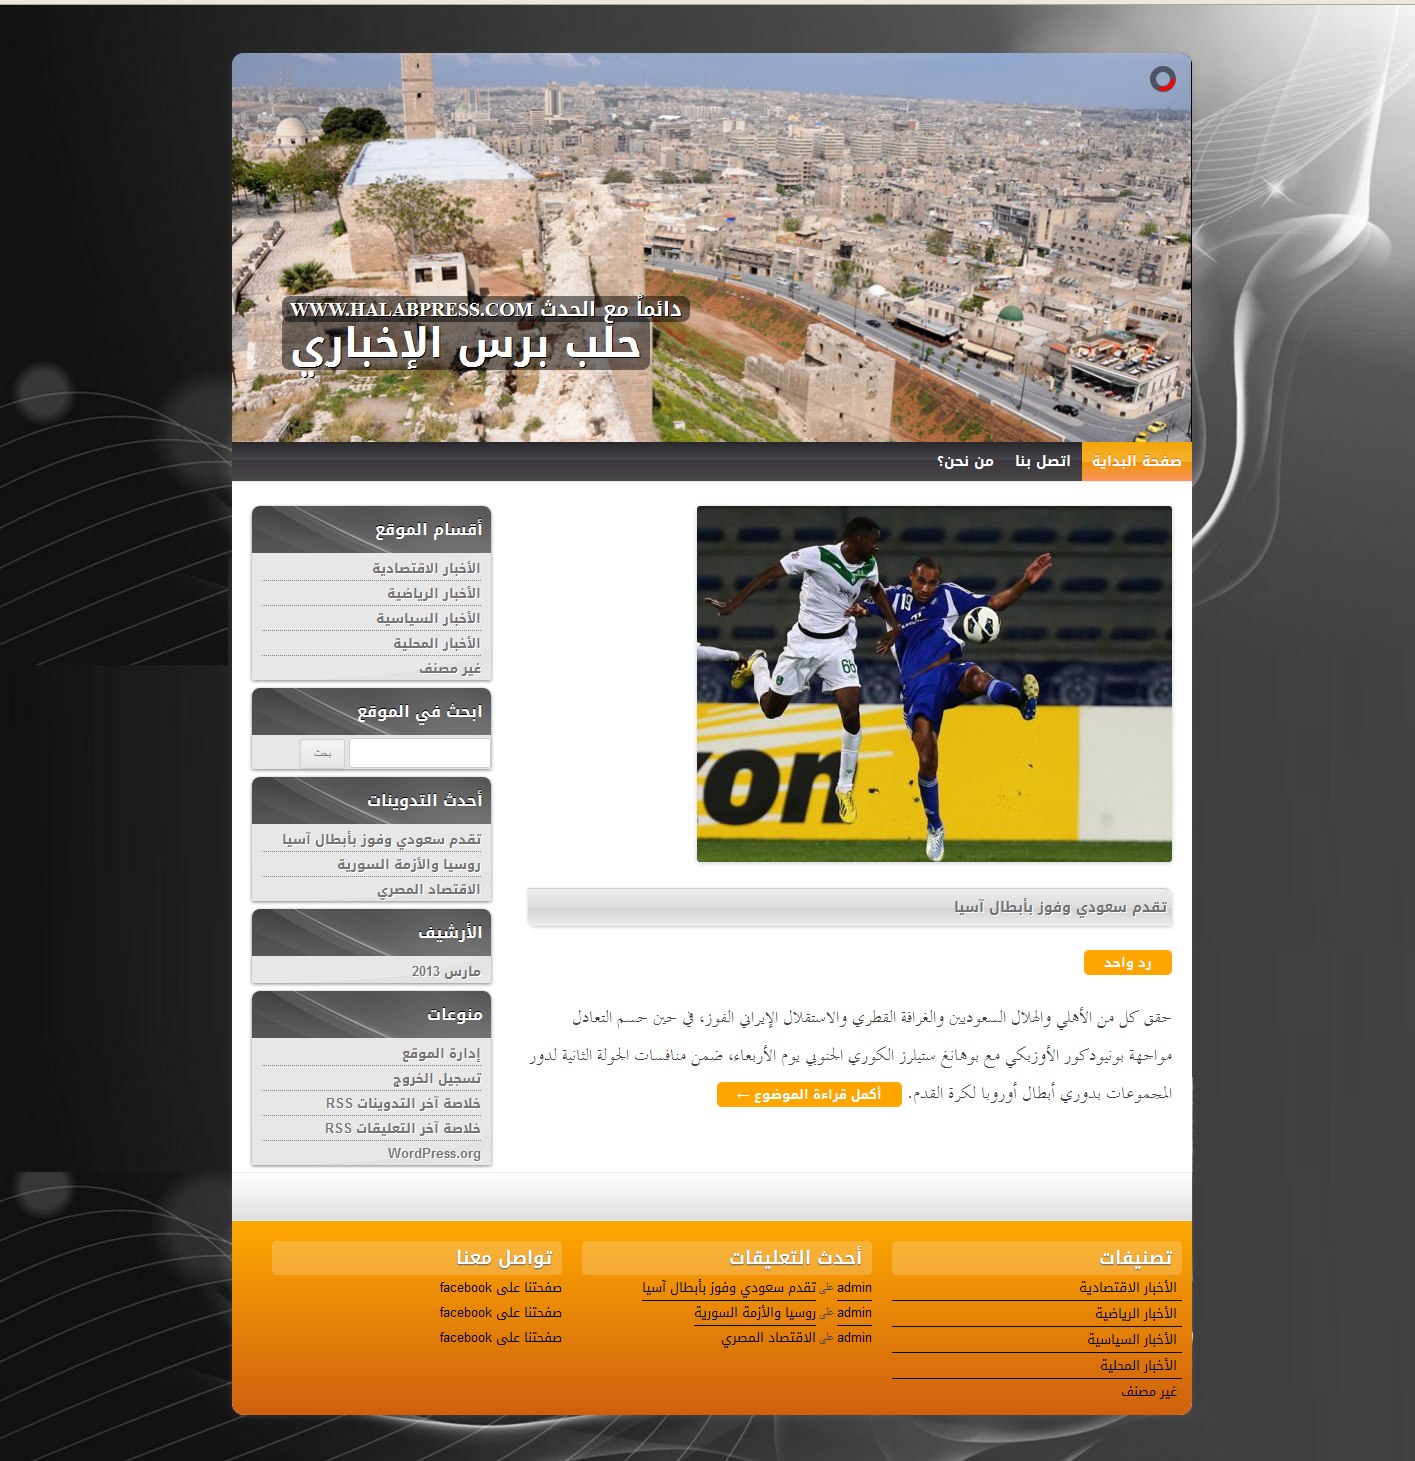 دائماً مع الحدث WWW.HALABPRESS.COM
حلب برس الإخباري
صفحة البداية
اتصل بنا
من نحن؟
19
xon
تقدم سعودي وفوز بأبطال آسيا
رد واحد
حقق كل من الأهلي والهلال السعوديين والغرافة القطري والاستقلال الإيراني الفوز، في حين حسم التعادل
مواجهة بونيودكور الأوزبكي مع بوهانغ ستيلرز الكوري الجنوبي يوم الأربعاء، ضمن منافسات الجولة الثانية لدور
المجموعات بدوري أبطال أوروبا لكرة القدم. أكمل قراءة الموضوع ←
أقسام الموقع
الأخبار الاقتصادية
الأخبار الرياضية
الأخبار السياسية
الأخبار المحلية
غير مصنف
ابحث في الموقع
بحث
أحدث التدوينات
تقدم سعودي وفوز بأبطال آسيا
روسيا والأزمة السورية
الاقتصاد المصري
الأرشيف
مارس 2013
منوعات
إدارة الموقع
تسجيل الخروج
خلاصة آخر التدوينات RSS
خلاصة آخر التعليقات RSS
WordPress.org
تصنيفات
الأخبار الاقتصادية
الأخبار الرياضية
الأخبار السياسية
الأخبار المحلية
غير مصنف
أحدث التعليقات
admin على تقدم سعودي وفوز بأبطال آسيا
admin على روسيا والأزمة السورية
admin على الاقتصاد المصري
تواصل معنا
صفحتنا على facebook
صفحتنا على facebook
صفحتنا على facebook